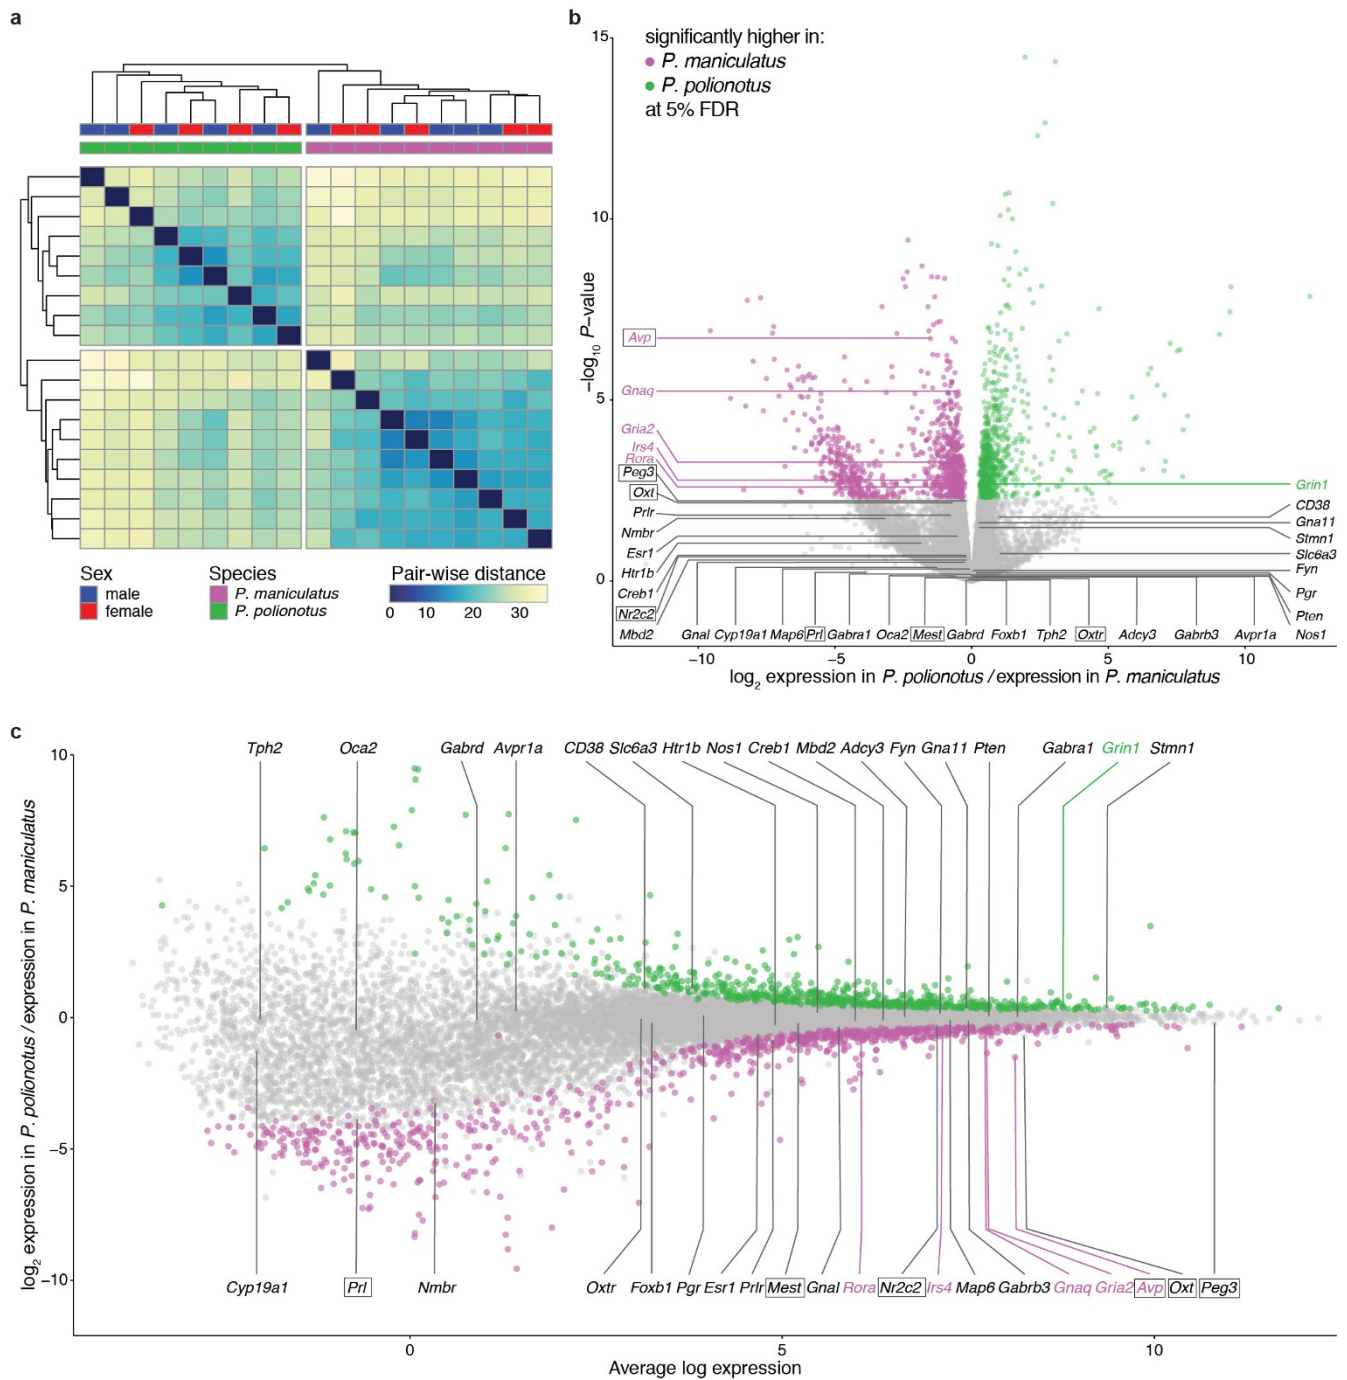 a
Sex
male
female
Species
P. maniculatus
P. polionotus
Pair-wise distance
0 10 20 30
b
significantly higher in:
P. maniculatus
P. polionotus
at 5% FDR
15
10
5
0
−log10 P−value
Avp
Gnaq
Gria2
Irs4
Rora
Peg3
Oxt
Prlr
Nmbr
Esr1
Htr1b
Creb1
Nr2c2
Mbd2
Grin1
CD38
Gna11
Stmn1
Slc6a3
Fyn
Pgr
Pten
Nos1
Gnal Cyp19a1 Map6 Prl Gabra1 Oca2 Mest Gabrd Foxb1 Tph2 Oxtr Adcy3 Gabrb3 Avpr1a
−10 −5 0 5 10
log2 expression in P. polionotus / expression in P. maniculatus
c
10
5
0
−5
−10
log2 expression in P. polionotus / expression in P. maniculatus
Tph2 Oca2 Gabrd Avpr1a CD38 Slc6a3 Htr1b Nos1 Creb1 Mbd2 Adcy3 Fyn Gna11 Pten Gabra1 Grin1 Stmn1
Cyp19a1 Prl Nmbr Oxtr Foxb1 Pgr Esr1 Prlr Mest Gnal Rora Nr2c2 Irs4 Map6 Gabrb3 Gnaq Gria2 Avp Oxt Peg3
0 5 10
Average log expression